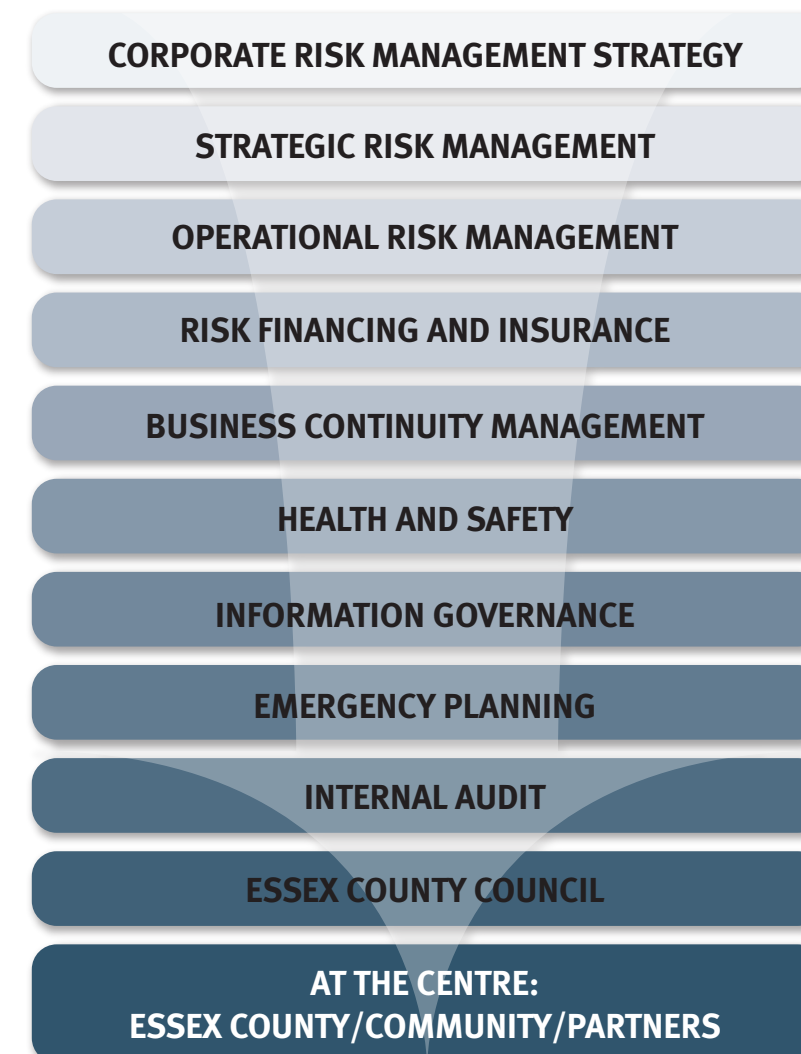 CORPORATE RISK MANAGEMENT STRATEGY
STRATEGIC RISK MANAGEMENT
OPERATIONAL RISK MANAGEMENT
RISK FINANCING AND INSURANCE
BUSINESS CONTINUITY MANAGEMENT
HEALTH AND SAFETY
INFORMATION GOVERNANCE
EMERGENCY PLANNING
INTERNAL AUDIT
ESSEX COUNTY COUNCIL
AT THE CENTRE:
ESSEX COUNTY/COMMUNITY/PARTNERS